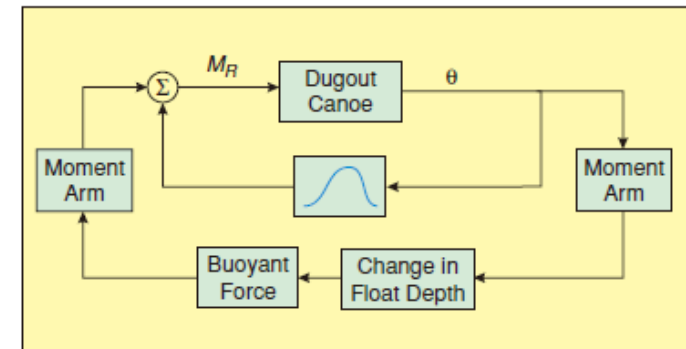 M_R
Σ
Dugout
Canoe
θ
Moment
Arm
Moment
Arm
Buoyant
Force
Change in
Float Depth